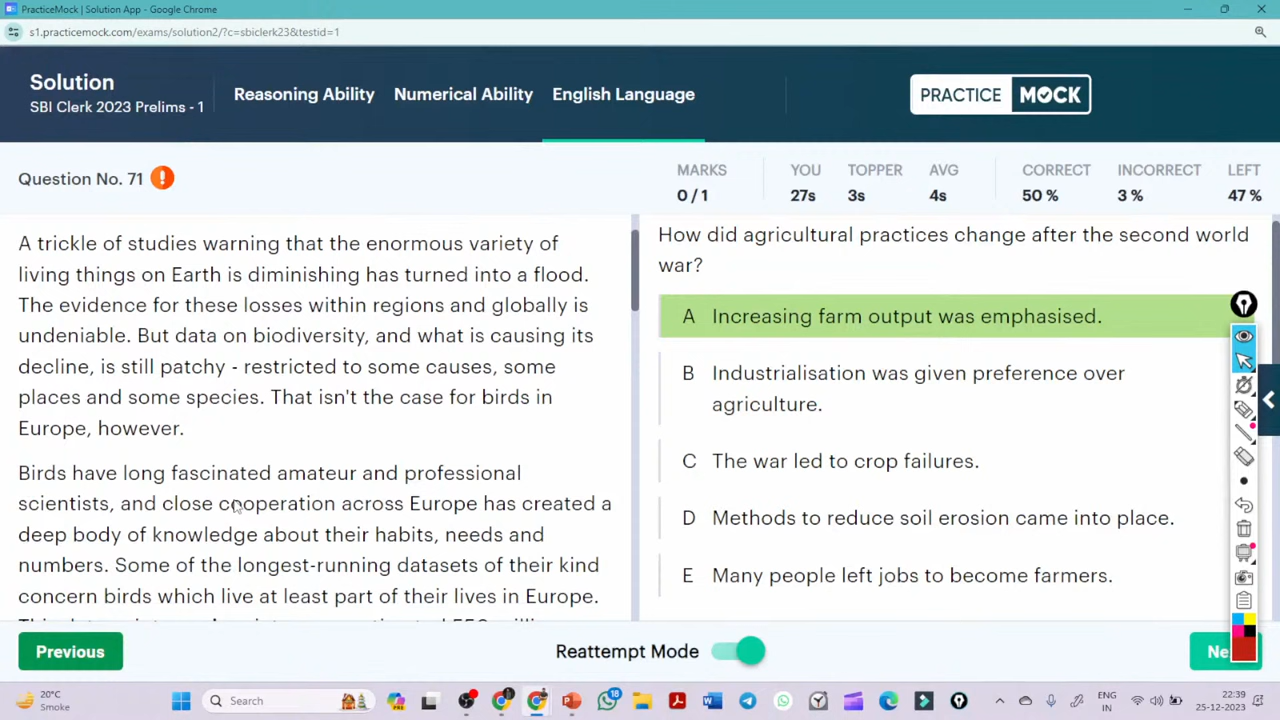 PracticeMock | Solution App - Google Chrome
s1.practicemock.com/exams/solution2/?c=sbiclerk23&testid=1
Solution
SBI Clerk 2023 Prelims - 1
Reasoning Ability
Numerical Ability
English Language
PRACTICE MOCK
Question No. 71
MARKS
0 / 1
YOU
27s
TOPPER
3s
AVG
4s
CORRECT
50 %
INCORRECT
3 %
LEFT
47 %
A trickle of studies warning that the enormous variety of
living things on Earth is diminishing has turned into a flood.
The evidence for these losses within regions and globally is
undeniable. But data on biodiversity, and what is causing its
decline, is still patchy - restricted to some causes, some
places and some species. That isn't the case for birds in
Europe, however.
Birds have long fascinated amateur and professional
scientists, and close cooperation across Europe has created a
deep body of knowledge about their habits, needs and
numbers. Some of the longest-running datasets of their kind
concern birds which live at least part of their lives in Europe.
How did agricultural practices change after the second world
war?
A Increasing farm output was emphasised.
B Industrialisation was given preference over
agriculture.
C The war led to crop failures.
D Methods to reduce soil erosion came into place.
E Many people left jobs to become farmers.
Previous
Reattempt Mode
Ne
20°C
Smoke
Search
18
ENG
IN
22:39
25-12-2023